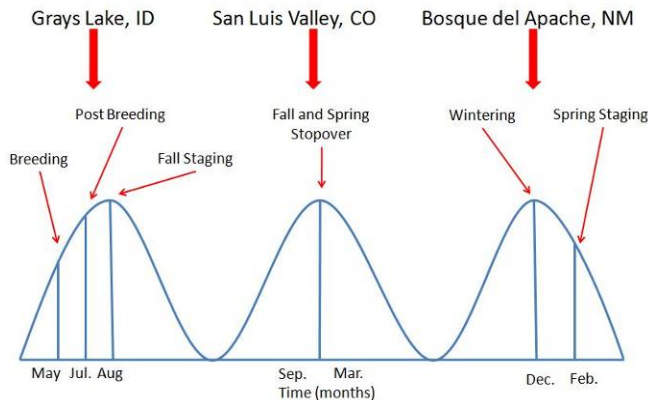 Grays Lake, ID
San Luis Valley, CO
Bosque del Apache, NM
Post Breeding
Breeding
Fall Staging
Fall and Spring
Stopover
Wintering
Spring Staging
May Jul. Aug
Sep. Mar.
Dec. Feb.
Time (months)